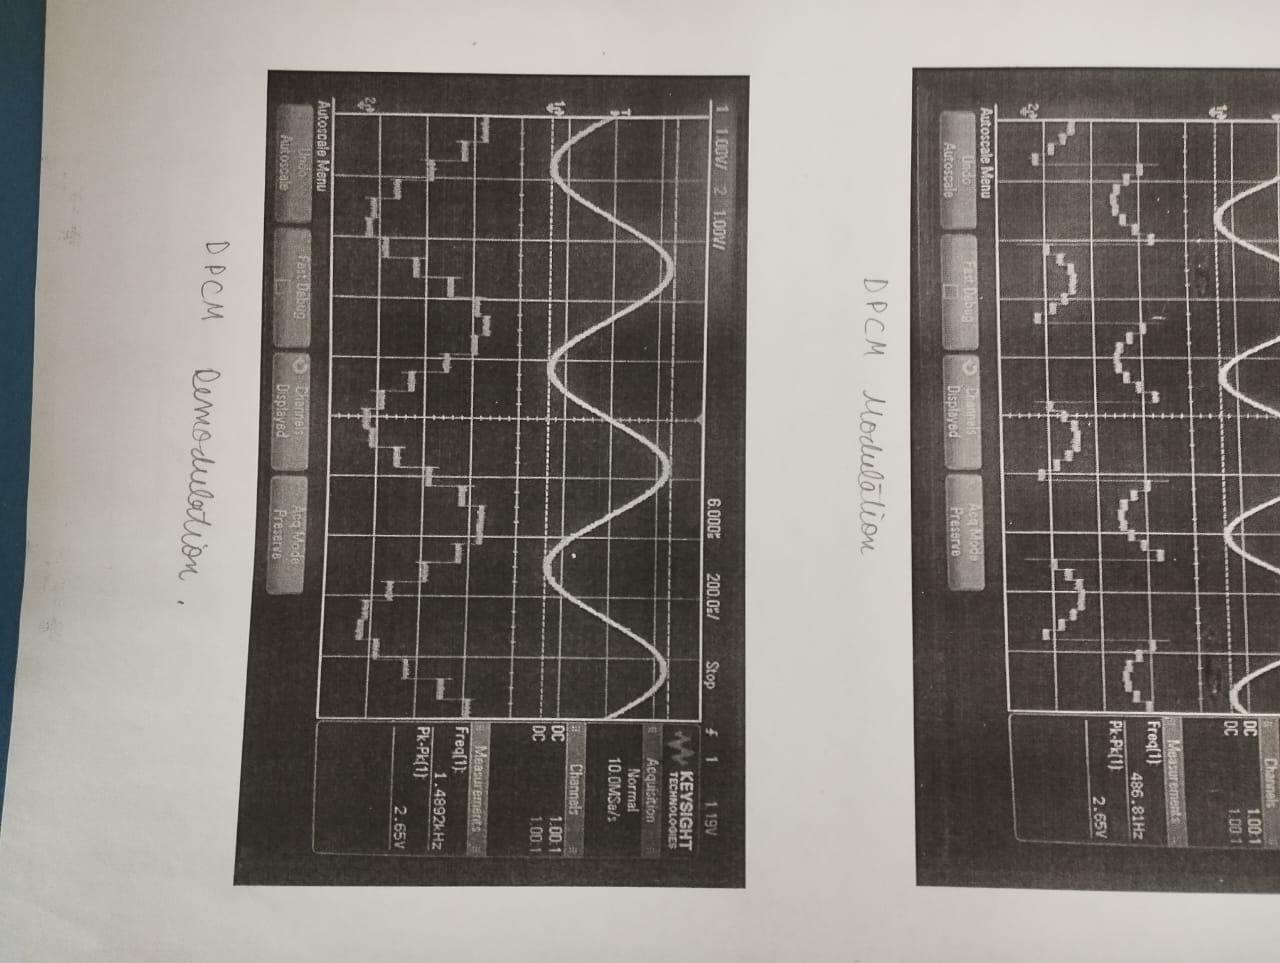 Channels
DC 1.00:1
DC 1.00:1
Measurements
Freq(1):
486.81Hz
Pk-Pk(1):
2.65V
Autoscale Menu
Undo Autoscale
Fast Debug
Channels Displayed
Acq Mode Preserve
DPCM Modulation
1 1.00V/ 2 1.00V/ 200.0 Stop 1 1.19V
KEYSIGHT
TECHNOLOGIES
Acquisition
Normal
10.0MSa/s
Channels
DC 1.00:1
DC 1.00:1
Measurements
Freq(1):
1.4892kHz
Pk-Pk(1):
2.65V
Autoscale Menu
Undo Autoscale
Fast Debug
Channels Displayed
Acq Mode Preserve
DPCM Demodulation.